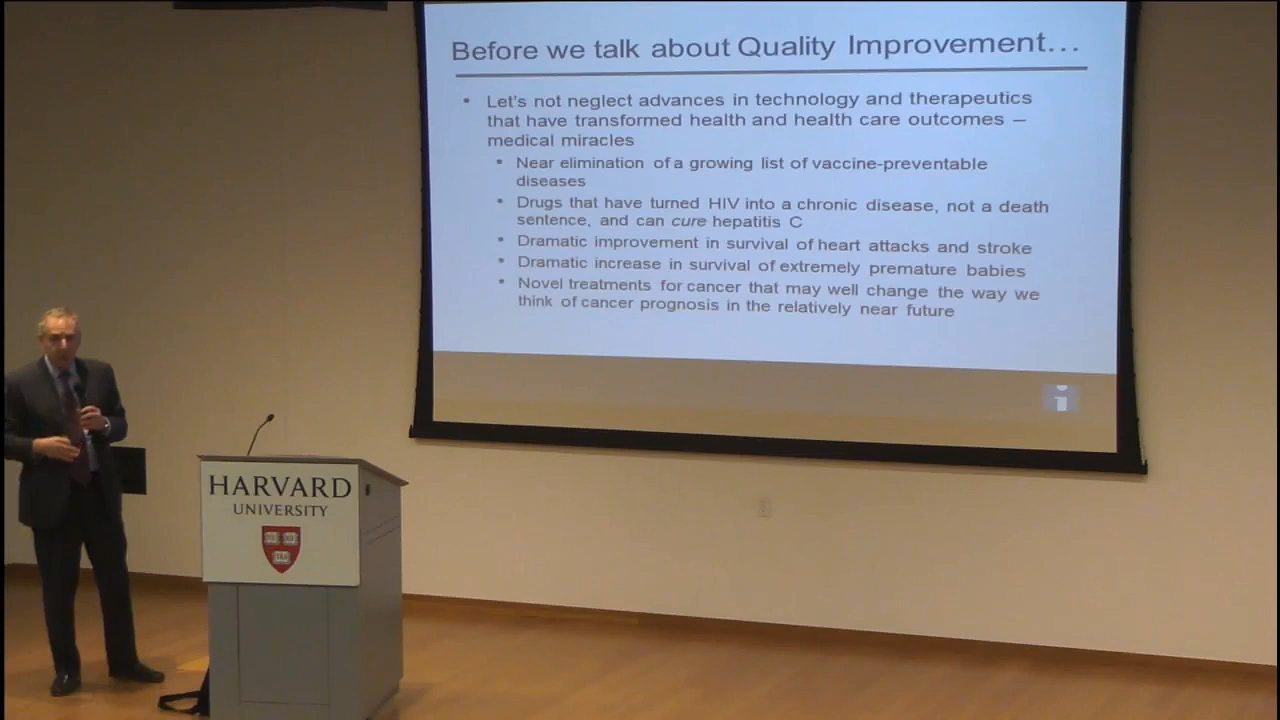 Before we talk about Quality Improvement…
• Let's not neglect advances in technology and therapeutics
that have transformed health and health care outcomes –
medical miracles
• Near elimination of a growing list of vaccine-preventable
diseases
• Drugs that have turned HIV into a chronic disease, not a death
sentence, and can cure hepatitis C
• Dramatic improvement in survival of heart attacks and stroke
• Dramatic increase in survival of extremely premature babies
• Novel treatments for cancer that may well change the way we
think of cancer prognosis in the relatively near future
i
HARVARD
UNIVERSITY